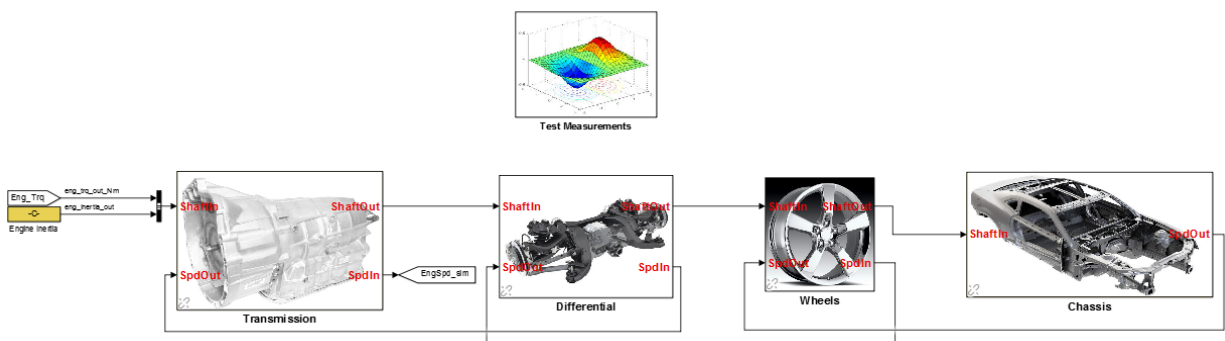 Test Measurements
Eng_Trq
eng_trq_out_Nm
eng_inertia_out
-C-
Engine Inertia
ShaftIn
ShaftOut
SpdOut
SpdIn
Transmission
EngSpd_sim
ShaftIn
ShaftOut
SpdOut
SpdIn
Differential
ShaftIn
ShaftOut
SpdOut
SpdIn
Wheels
ShaftIn
SpdOut
Chassis